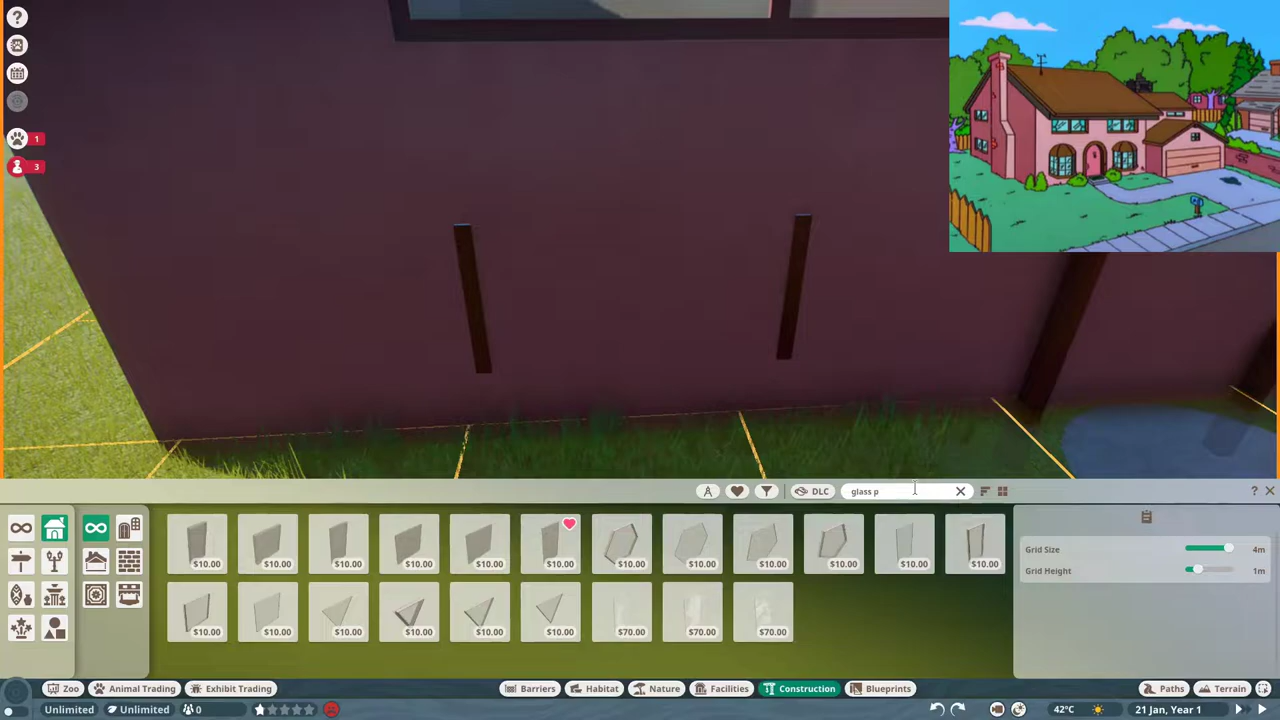 1
3
DLC
glass p
$10.00 $10.00 $10.00 $10.00 $10.00 $10.00 $10.00 $10.00 $10.00 $10.00 $10.00 $10.00
$10.00 $10.00 $10.00 $10.00 $10.00 $10.00 $70.00 $70.00 $70.00
?
Grid Size 4m
Grid Height 1m
Zoo Animal Trading Exhibit Trading Barriers Habitat Nature Facilities Construction Blueprints Paths Terrain
Unlimited Unlimited 0 42°C 21 Jan, Year 1